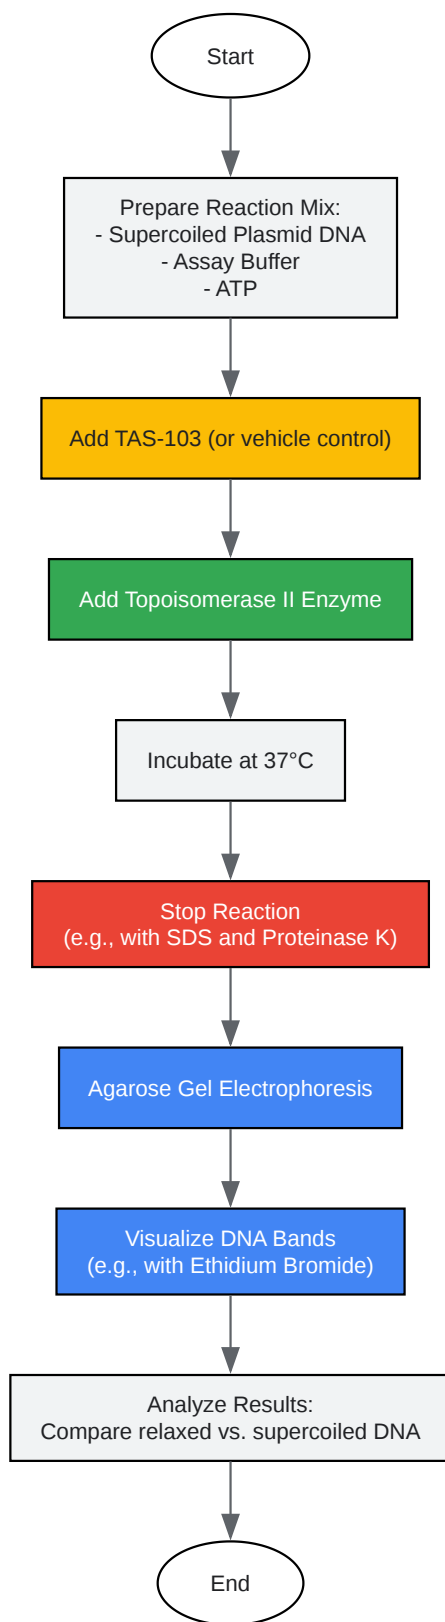 Start
Prepare Reaction Mix:
- Supercoiled Plasmid DNA
- Assay Buffer
- ATP
Add TAS-103 (or vehicle control)
Add Topoisomerase II Enzyme
Incubate at 37°C
Stop Reaction
(e.g., with SDS and Proteinase K)
Agarose Gel Electrophoresis
Visualize DNA Bands
(e.g., with Ethidium Bromide)
Analyze Results:
Compare relaxed vs. supercoiled DNA
End